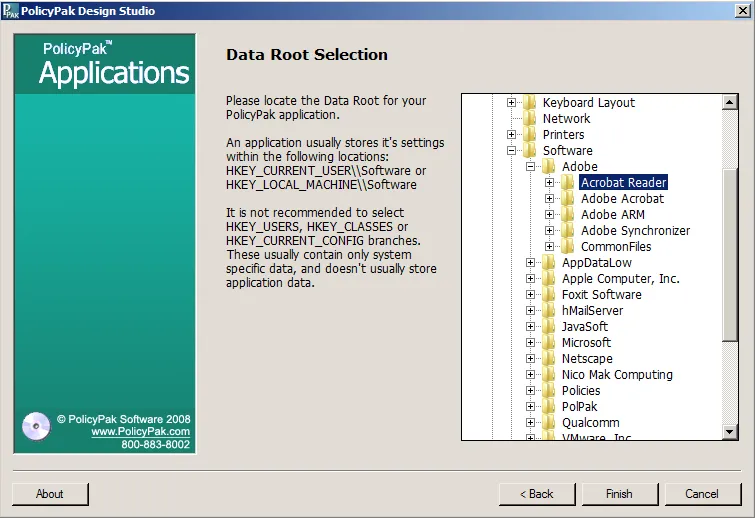 PPAK PolicyPak Design Studio
PolicyPak™
Applications
Data Root Selection
Please locate the Data Root for your
PolicyPak application.
An application usually stores it's settings
within the following locations:
HKEY_CURRENT_USER\\Software or
HKEY_LOCAL_MACHINE\\Software
It is not recommended to select
HKEY_USERS, HKEY_CLASSES or
HKEY_CURRENT_CONFIG branches.
These usually contain only system
specific data, and doesn't usually store
application data.
Keyboard Layout
Network
Printers
Software
Adobe
Acrobat Reader
Adobe Acrobat
Adobe ARM
Adobe Synchronizer
CommonFiles
AppDataLow
Apple Computer, Inc.
Foxit Software
hMailServer
JavaSoft
Microsoft
Netscape
Nico Mak Computing
Policies
PolPak
Qualcomm
VMware, Inc.
© PolicyPak Software 2008
www.PolicyPak.com
800-883-8002
About
< Back
Finish
Cancel